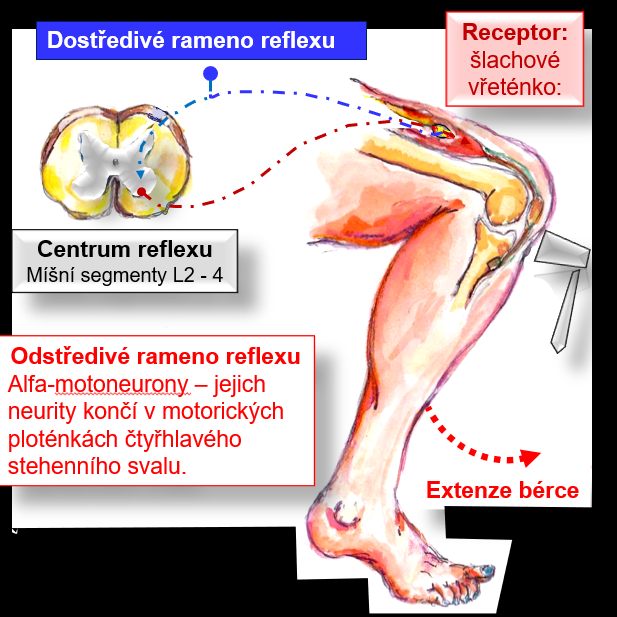 Dostředivé rameno reflexu
Receptor:
šlachové
vřeténko:
Centrum reflexu
Míšní segmenty L2 - 4
Odstředivé rameno reflexu
Alfa-motoneurony – jejich
neurity končí v motorických
ploténkách čtyřhlavého
stehenního svalu.
Extenze bérce